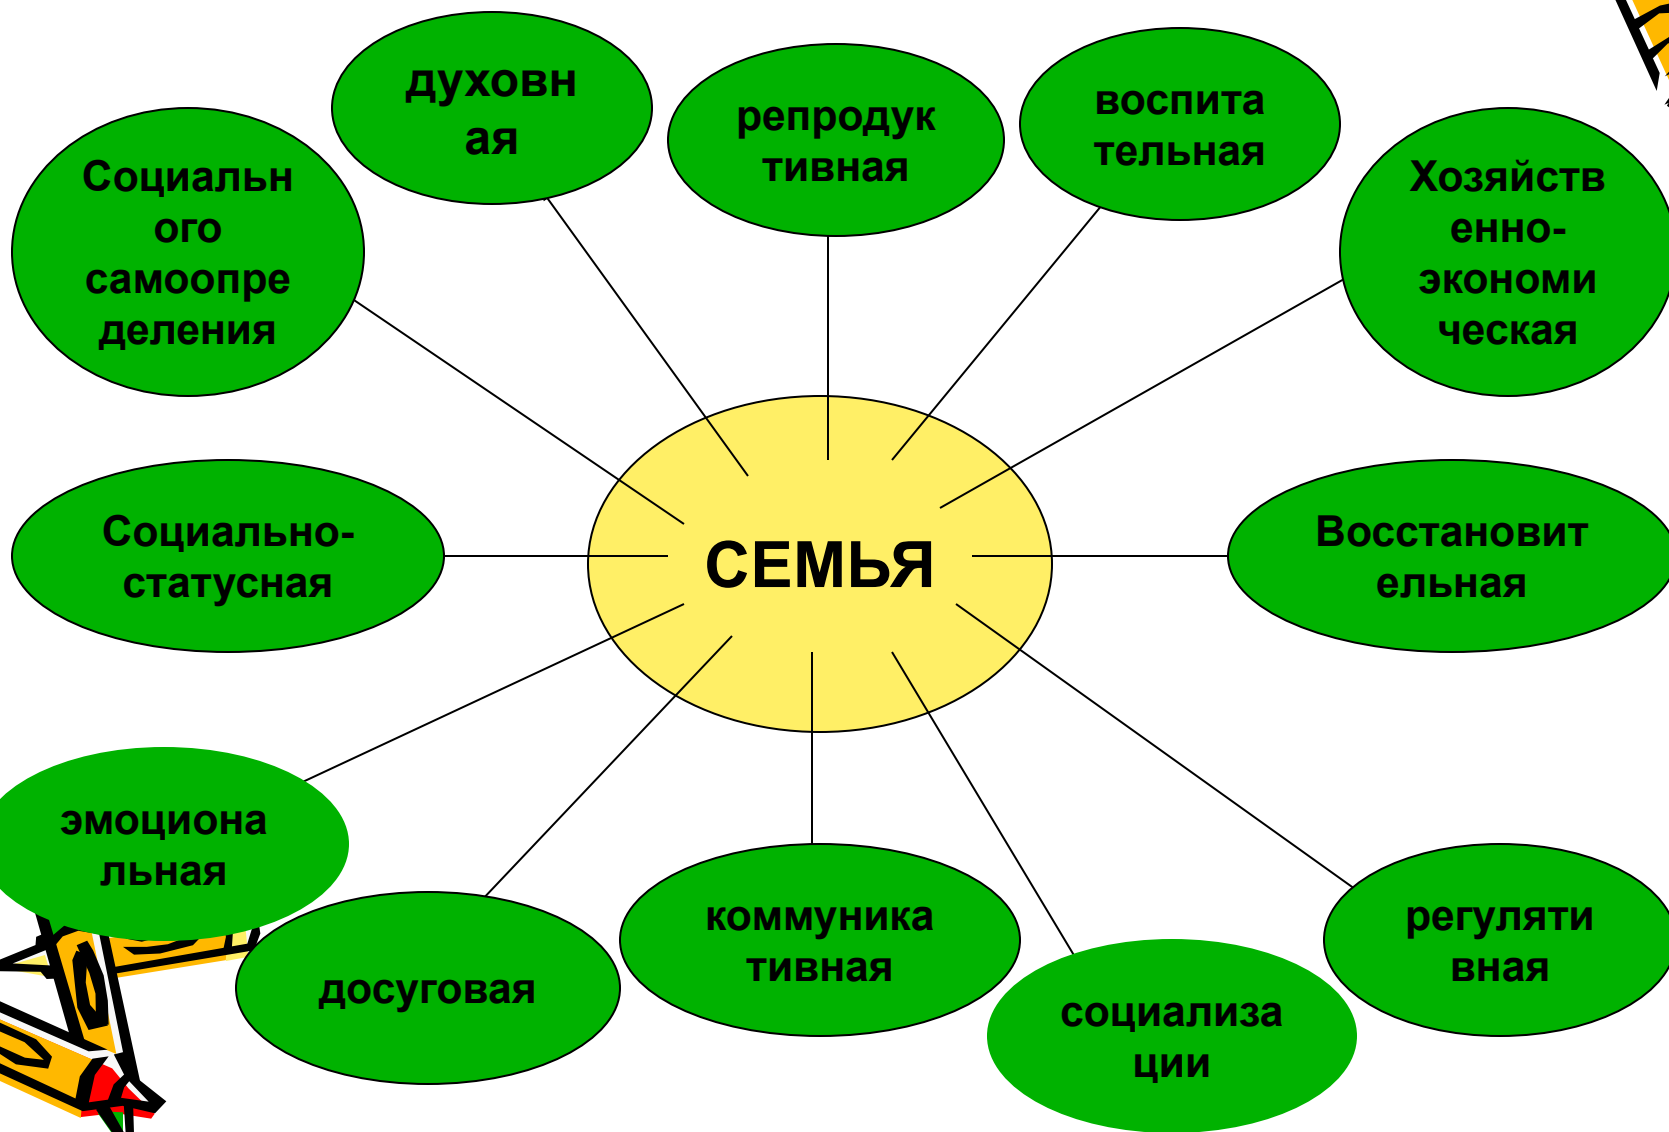 духовн
ая
репродук
тивная
воспита
тельная
Социальн
ого
самоопре
деления
Хозяйств
енно-
экономи
ческая
Социально-
статусная
СЕМЬЯ
Восстановит
ельная
эмоциона
льная
досуговая
коммуника
тивная
социализа
ции
регуляти
вная